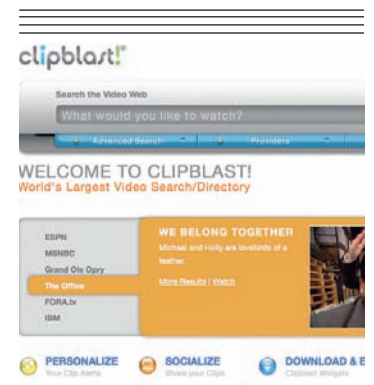 clipblast!
Search the Video Web
What would you like to watch?
Advanced Search
Providers
WELCOME TO CLIPBLAST!
World's Largest Video Search/Directory
ESPN
MSNBC
Grand Ole Opry
The Office
FORA.tv
IBM
WE BELONG TOGETHER
Michael and Holly are lovebirds of a
feather.
More Results | Watch
PERSONALIZE
Your Clip Alerts
SOCIALIZE
Share your Clips
DOWNLOAD & E
Clipblast Widgets